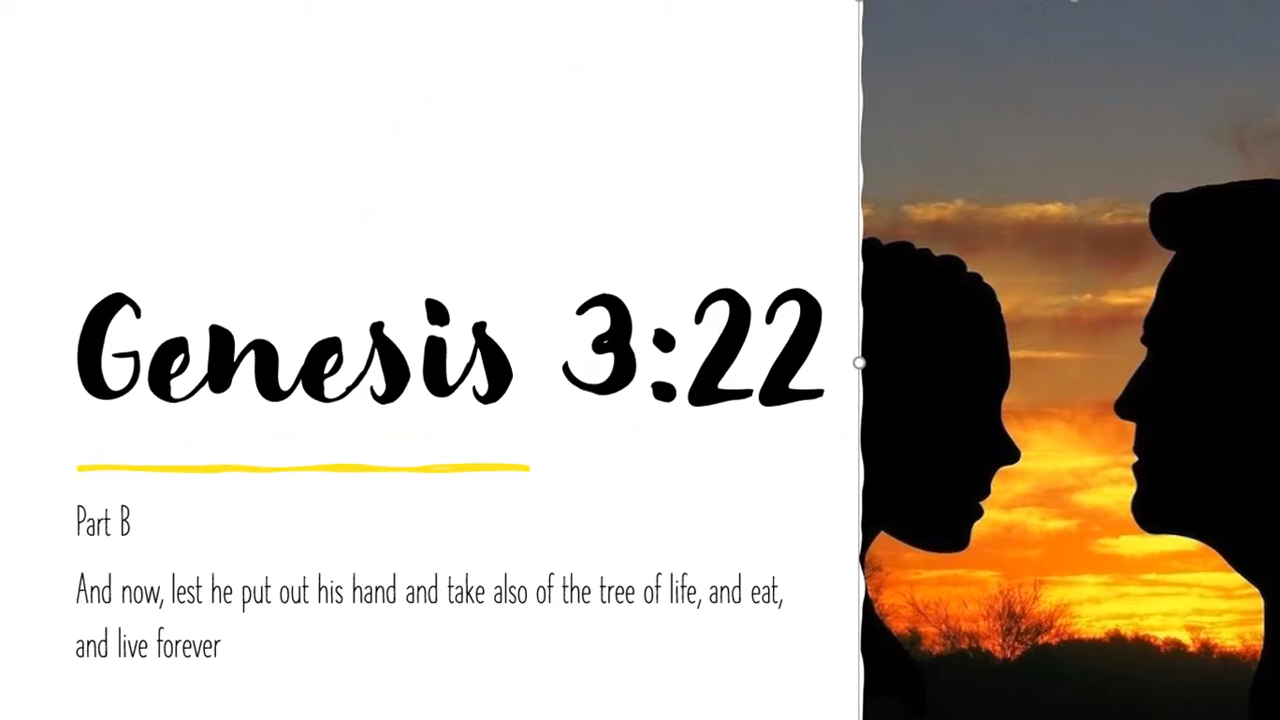 Genesis 3:22
Part B
And now, lest he put out his hand and take also of the tree of life, and eat,
and live forever